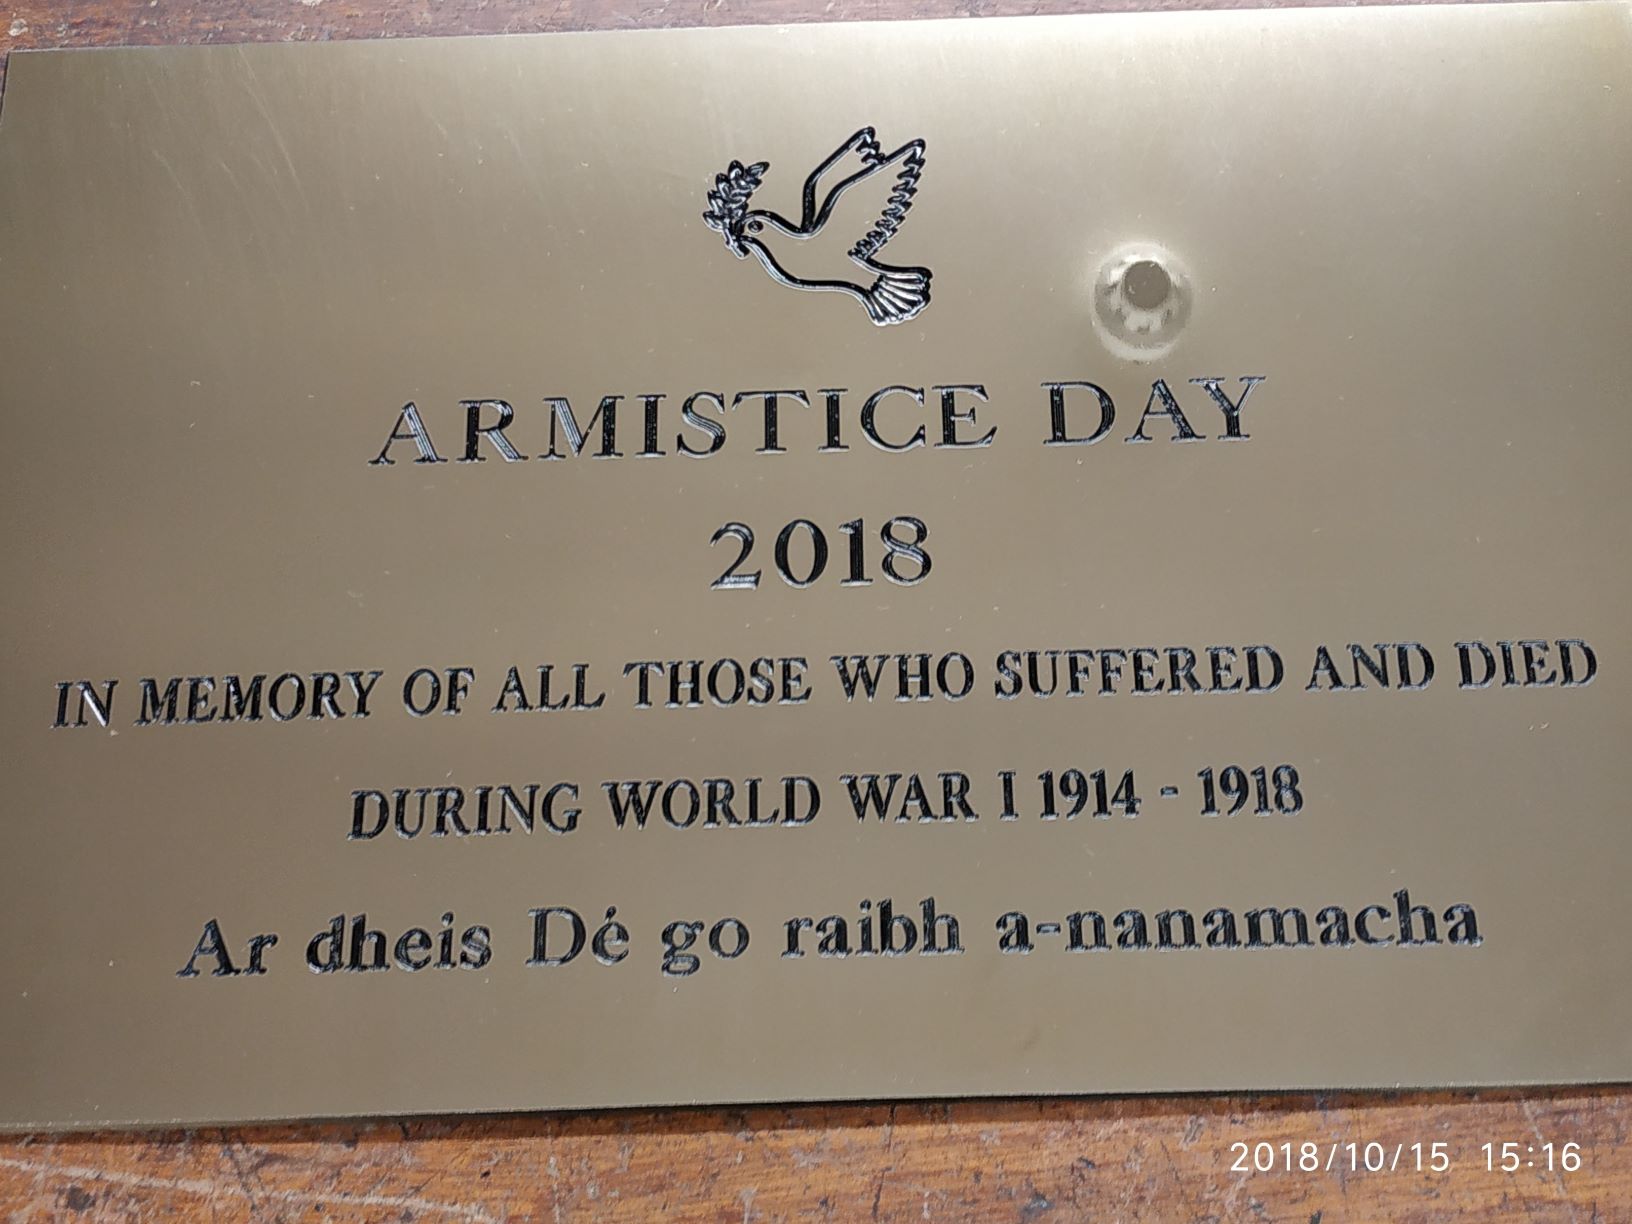 ARMISTICE DAY
2018
IN MEMORY OF ALL THOSE WHO SUFFERED AND DIED
DURING WORLD WAR I 1914 - 1918
Ar dheis Dé go raibh a-nanamacha
2018/10/15 15:16